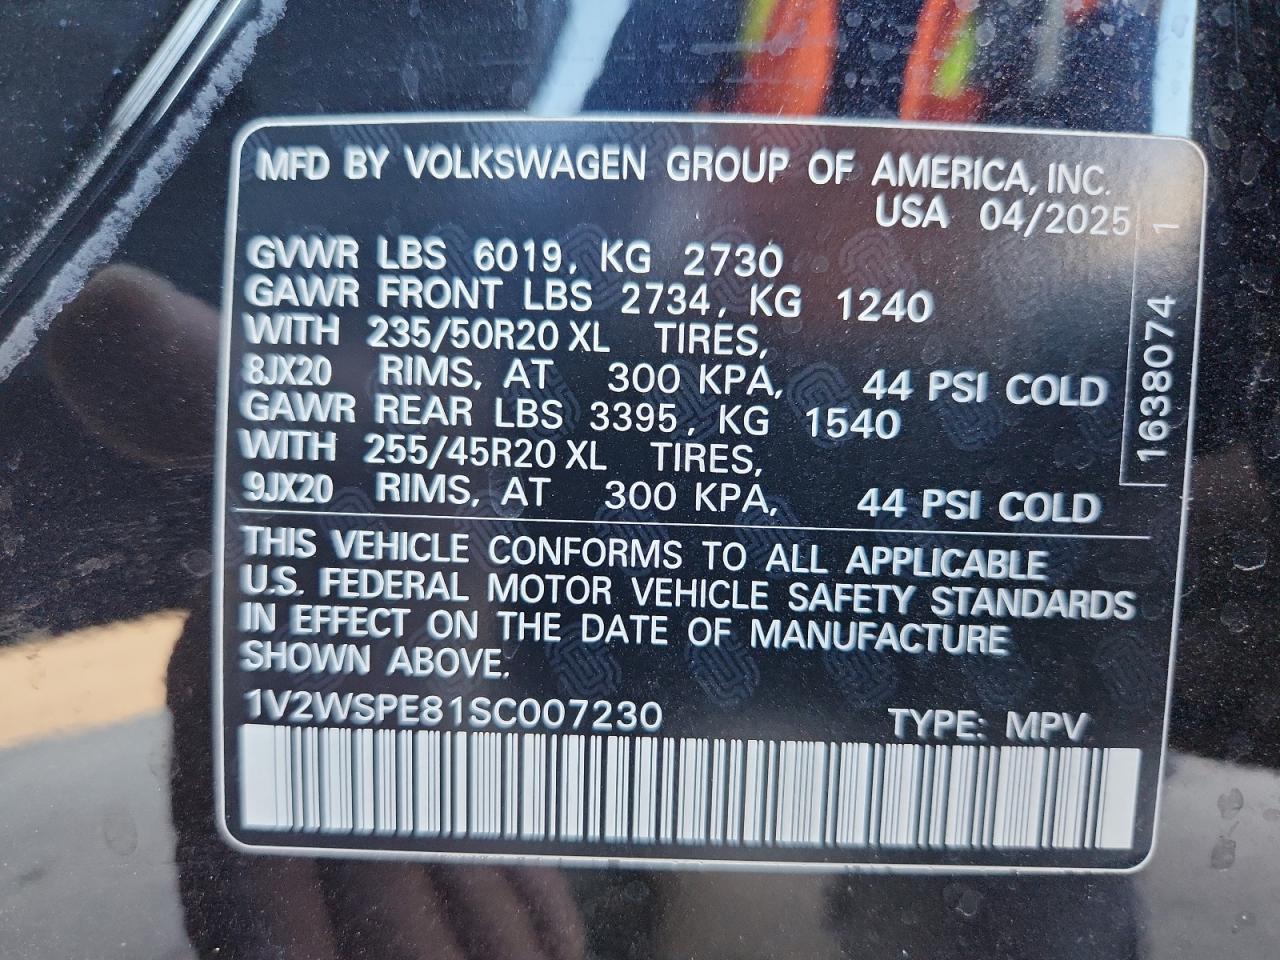 MFD BY VOLKSWAGEN GROUP OF AMERICA, INC.
USA 04/2025
GVWR LBS 6019, KG 2730
GAWR FRONT LBS 2734, KG 1240
WITH 235/50R20 XL TIRES,
8JX20 RIMS, AT 300 KPA, 44 PSI COLD
GAWR REAR LBS 3395, KG 1540
WITH 255/45R20 XL TIRES,
9JX20 RIMS, AT 300 KPA, 44 PSI COLD
1638074 1
THIS VEHICLE CONFORMS TO ALL APPLICABLE
U.S. FEDERAL MOTOR VEHICLE SAFETY STANDARDS
IN EFFECT ON THE DATE OF MANUFACTURE
SHOWN ABOVE.
1V2WSPE81SC007230 TYPE: MPV